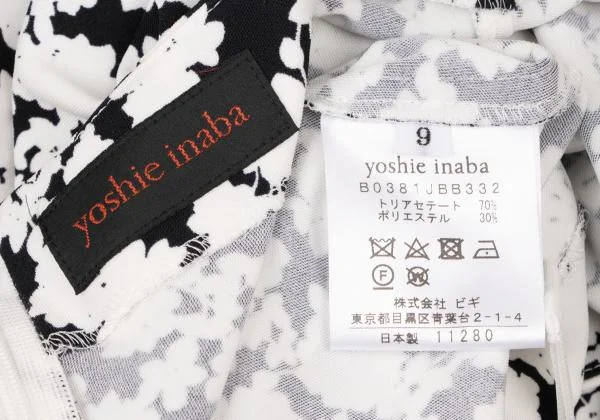 yoshie inaba
9
yoshie inaba
B0381JBB332
トリアセテート 70%
ポリエステル 30%
F W
株式会社 ビギ
東京都目黒区青葉台2-1-4
日本製 11280